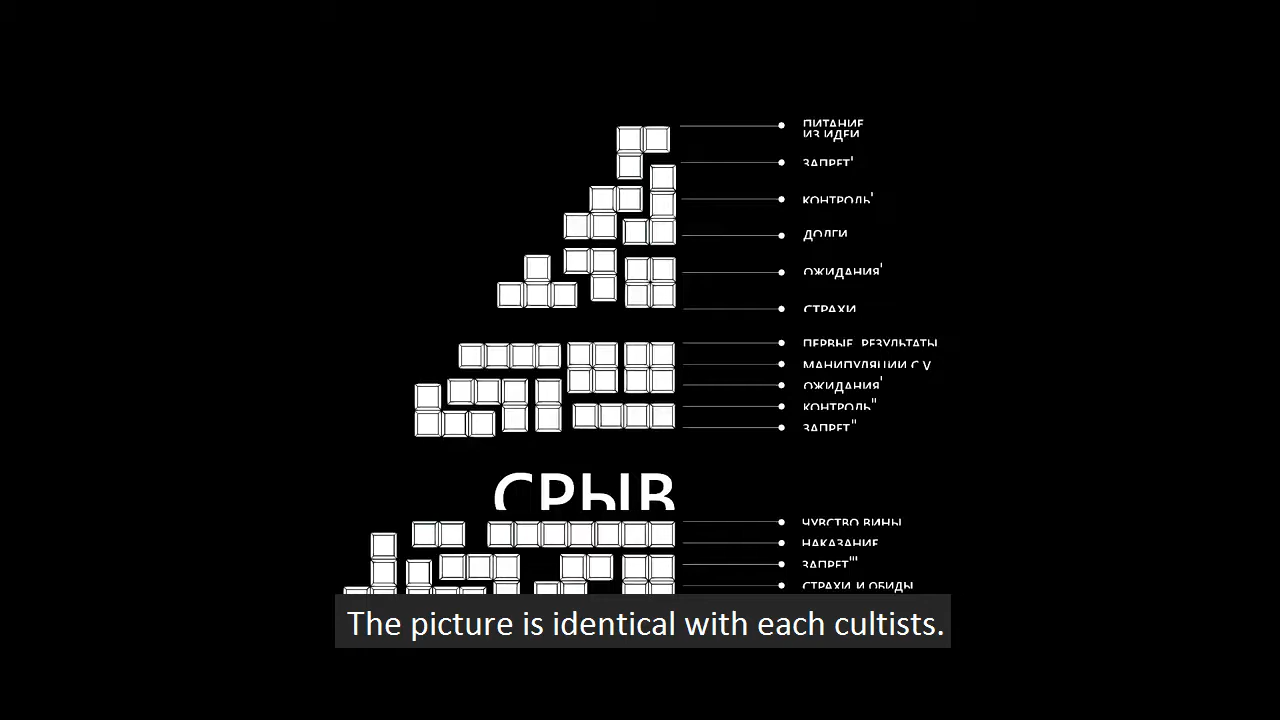 ПИТАНИЕ
ИЗ ИДЕИ
ЗАПРЕТ'
КОНТРОЛЬ'
ДОЛГИ
ОЖИДАНИЯ'
СТРАХИ
ПЕРВЫЕ РЕЗУЛЬТАТЫ
МАНИПУЛЯЦИИ С
ОЖИДАНИЯ'
КОНТРОЛЬ"
ЗАПРЕТ"
СРЫВ
ЧУВСТВО ВИНЫ
НАКАЗАНИЕ
ЗАПРЕТ'''
СТРАХИ И ОБИДЫ
The picture is identical with each cultists.